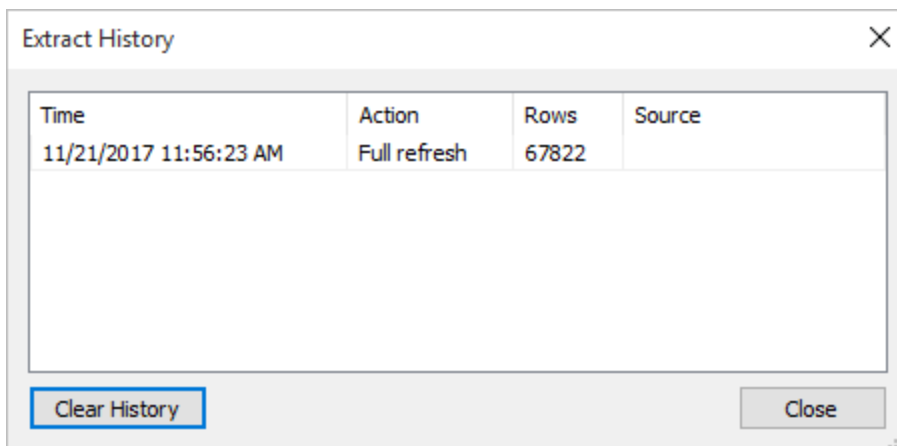 Extract History
Time Action Rows Source
11/21/2017 11:56:23 AM Full refresh 67822
Clear History Close